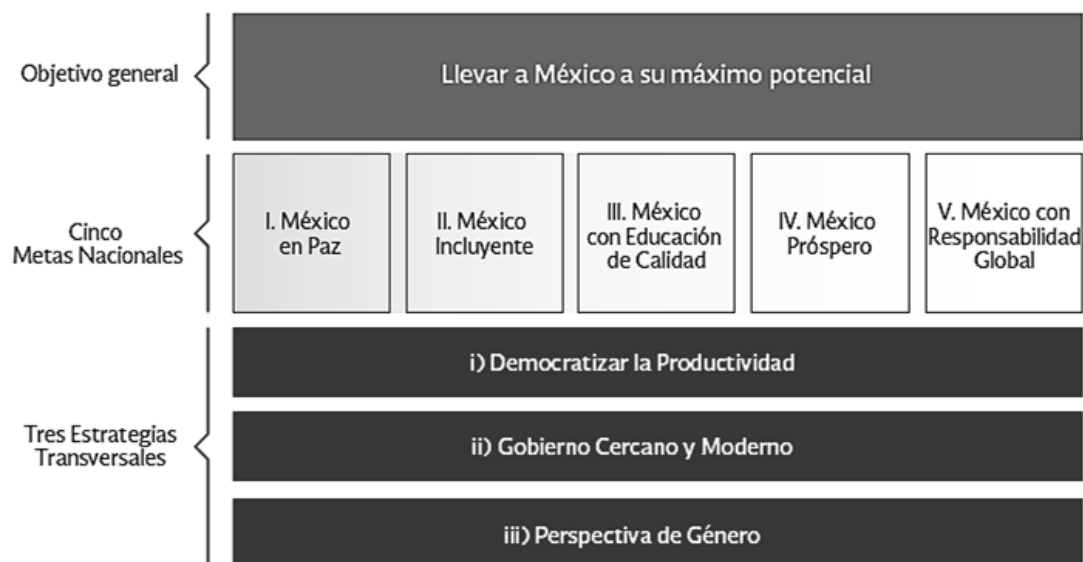 Objetivo general
Llevar a México a su máximo potencial
Cinco
Metas Nacionales
I. México
en Paz
II. México
Incluyente
III. México
con Educación
de Calidad
IV. México
Próspero
V. México con
Responsabilidad
Global
Tres Estrategias
Transversales
i) Democratizar la Productividad
ii) Gobierno Cercano y Moderno
iii) Perspectiva de Género